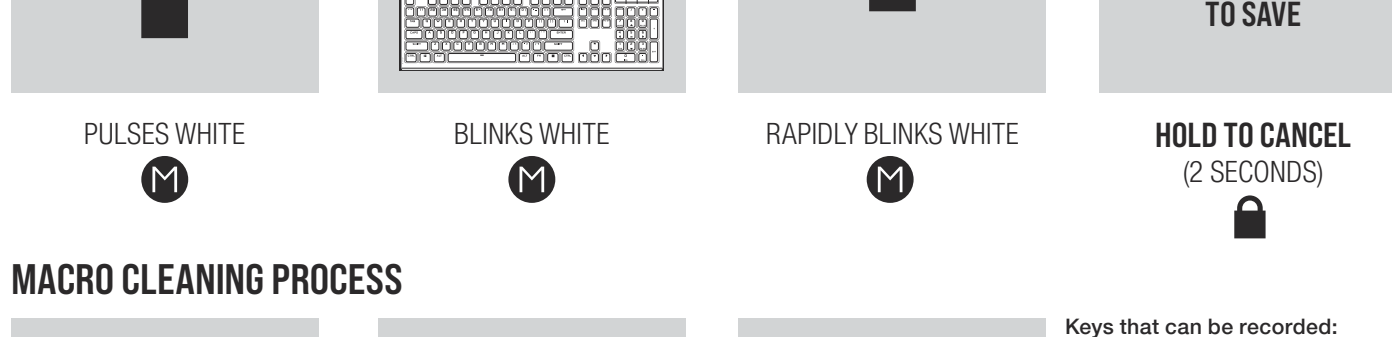 TO SAVE
PULSES WHITE
M
BLINKS WHITE
M
RAPIDLY BLINKS WHITE
M
HOLD TO CANCEL
(2 SECONDS)
MACRO CLEANING PROCESS
Keys that can be recorded: